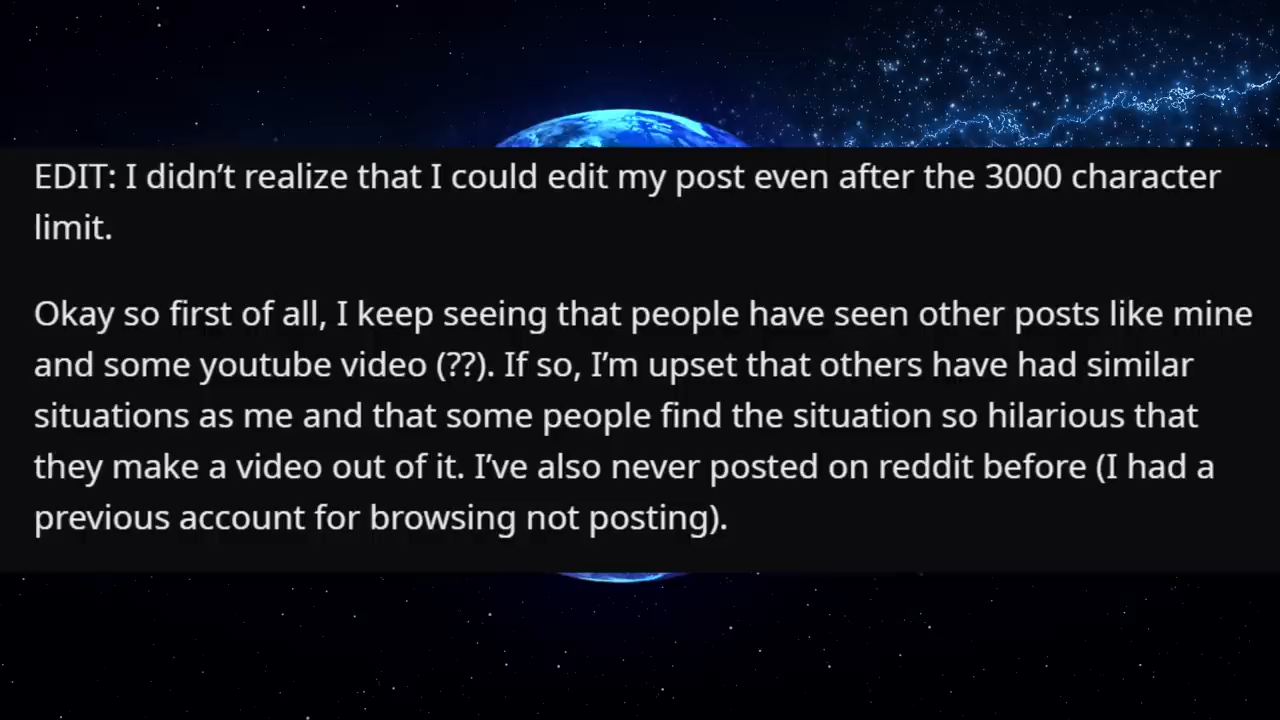 EDIT: I didn’t realize that I could edit my post even after the 3000 character
limit.
Okay so first of all, I keep seeing that people have seen other posts like mine
and some youtube video (??). If so, I’m upset that others have had similar
situations as me and that some people find the situation so hilarious that
they make a video out of it. I’ve also never posted on reddit before (I had a
previous account for browsing not posting).